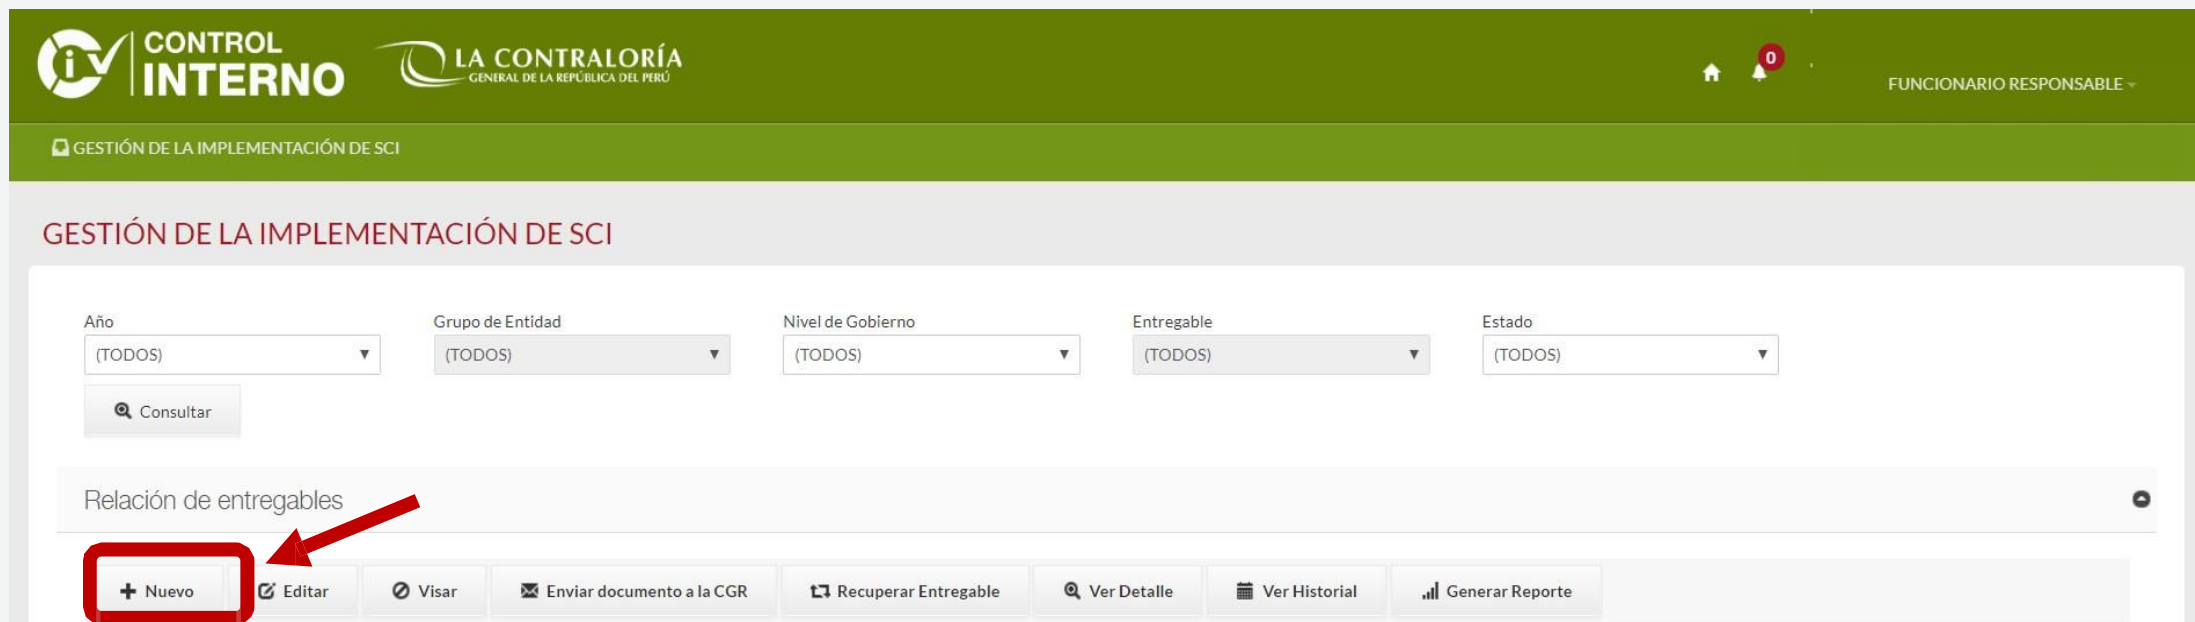 CONTROL
INTERNO
LA CONTRALORÍA
GENERAL DE LA REPÚBLICA DEL PERÚ
0
FUNCIONARIO RESPONSABLE
GESTIÓN DE LA IMPLEMENTACIÓN DE SCI
GESTIÓN DE LA IMPLEMENTACIÓN DE SCI
Año Grupo de Entidad Nivel de Gobierno Entregable Estado
(TODOS) (TODOS) (TODOS) (TODOS) (TODOS)
Consultar
Relación de entregables
Nuevo Editar Visar Enviar documento a la CGR Recuperar Entregable Ver Detalle Ver Historial Generar Reporte